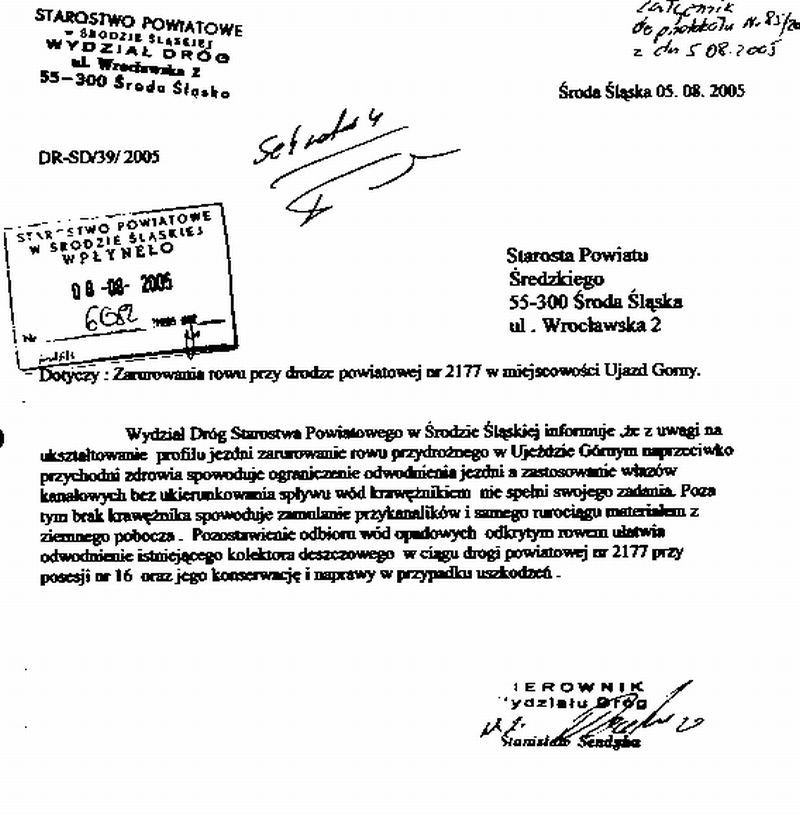 STAROSTWO POWIATOWE
w ŚRODZIE ŚLĄSKIEJ
WYDZIAŁ DRÓG
ul. Wrocławska 2
55-300 Środa Śląska
Załącznik
do protokołu Nr 85/20
z dn 5 08.2005
Środa Śląska 05. 08. 2005
DR-SD/39/ 2005
STAROSTWO POWIATOWE
W ŚRODZIE ŚLĄSKIEJ
WPŁYNĘŁO
08 -08- 2005
Nr 6682
podpis
Starosta Powiatu
Średzkiego
55-300 Środa Śląska
ul . Wrocławska 2
Dotyczy : Zarurowania rowu przy drodze powiatowej nr 2177 w miejscowości Ujazd Gorny.
Wydział Dróg Starostwa Powiatowego w Środzie Śląskiej informuje ,że z uwagi na
ukształtowanie profilu jezdni zarurowanie rowu przydrożnego w Ujeździe Górnym naprzeciwko
przychodni zdrowia spowoduje ograniczenie odwodnienia jezdni a zastosowanie włazów
kanałowych bez ukierunkowania spływu wód krawężnikiem nie spełni swojego zadania. Poza
tym brak krawężnika spowoduje zamulanie przykanalików i samego rurociągu materiałem z
ziemnego pobocza . Pozostawienie odbioru wód opadowych odkrytym rowem ułatwia
odwodnienie istniejącego kolektora deszczowego w ciągu drogi powiatowej nr 2177 przy
posesji nr 16 oraz jego konserwację i naprawy w przypadku uszkodzeń .
IEROWNIK
ydziału Dróg
Stanisław Sendyka